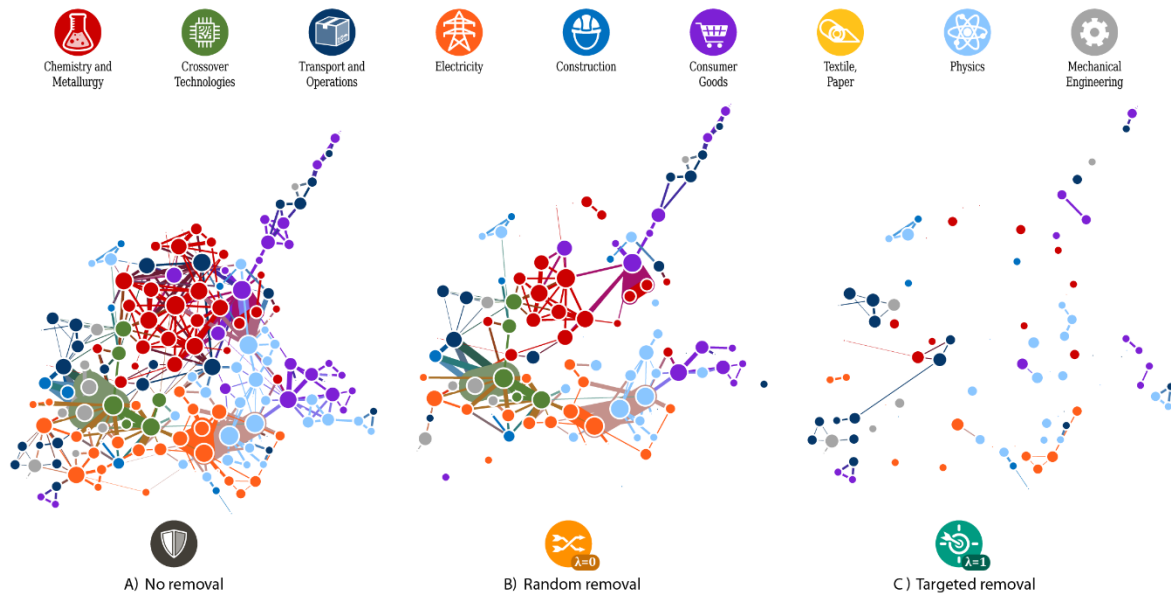 Chemistry and
Metallurgy
Crossover
Technologies
Transport and
Operations
Electricity
Construction
Consumer
Goods
Textile,
Paper
Physics
Mechanical
Engineering
λ=0
λ=1
A) No removal
B) Random removal
C) Targeted removal